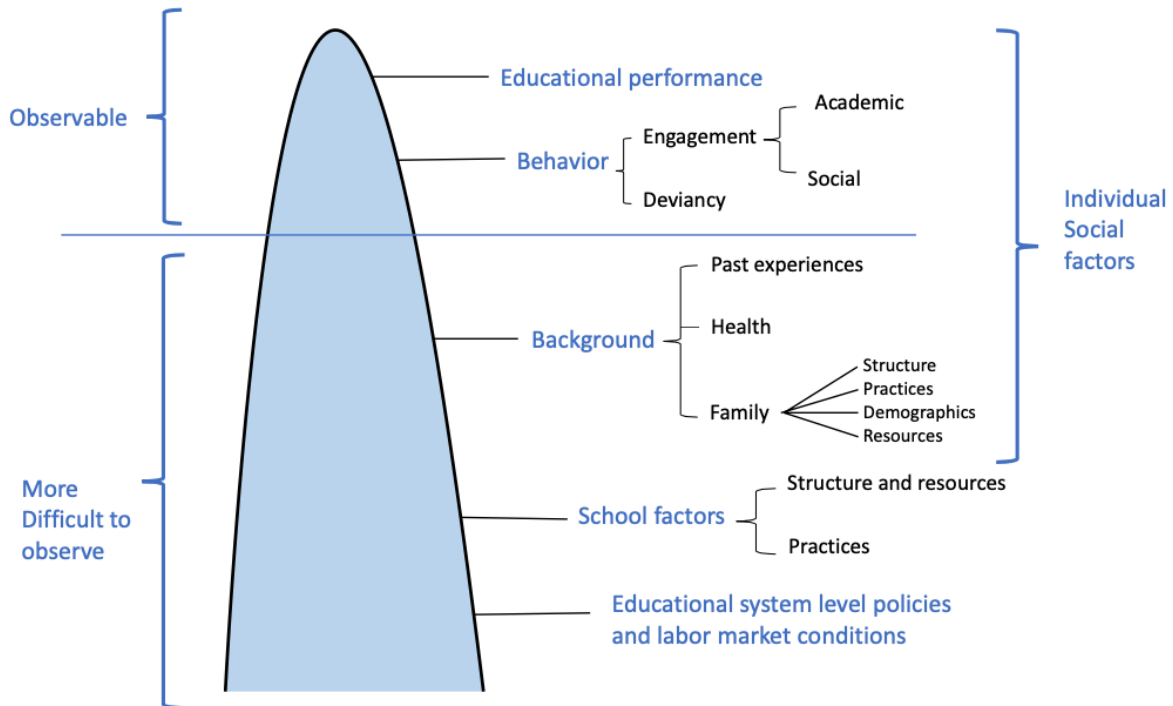 Observable
Educational performance
Behavior
Engagement
Academic
Social
Deviancy
Individual
Social
factors
More
Difficult to
observe
Background
Past experiences
Health
Family
Structure
Practices
Demographics
Resources
School factors
Structure and resources
Practices
Educational system level policies
and labor market conditions